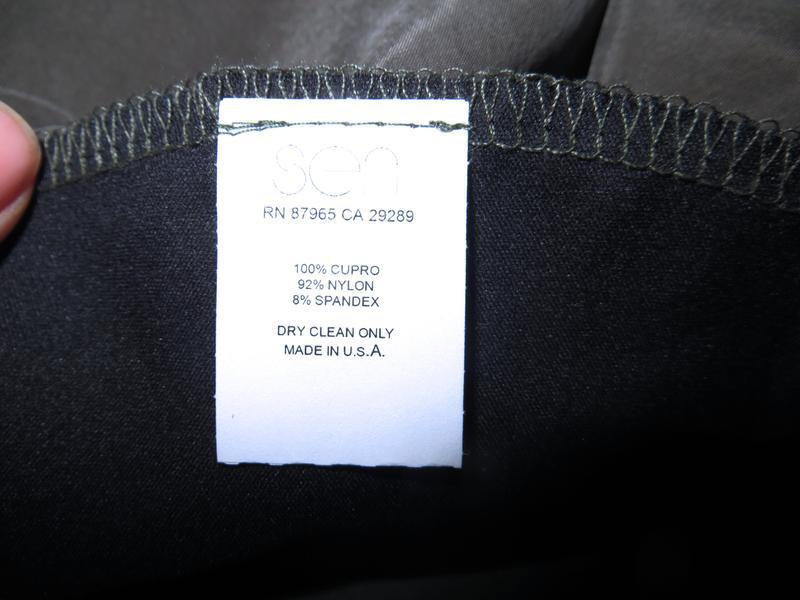 sen
RN 87965 CA 29289
100% CUPRO
92% NYLON
8% SPANDEX
DRY CLEAN ONLY
MADE IN U.S.A.